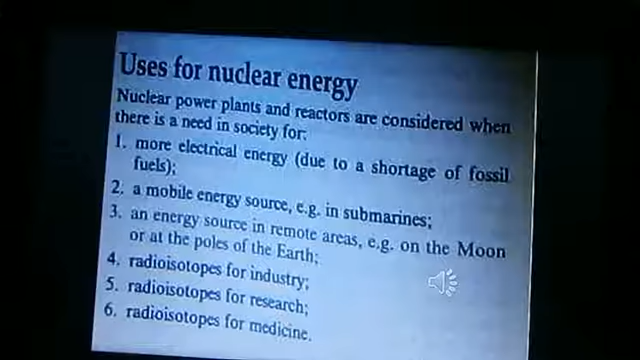 Uses for nuclear energy
Nuclear power plants and reactors are considered when
there is a need in society for:
1. more electrical energy (due to a shortage of fossil
fuels);
2. a mobile energy source, e.g. in submarines;
3. an energy source in remote areas, e.g. on the Moon
or at the poles of the Earth;
4. radioisotopes for industry;
5. radioisotopes for research;
6. radioisotopes for medicine.